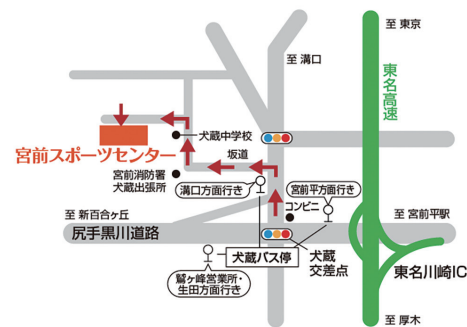 至 東京
至 溝口
東名高速
犬蔵中学校
宮前スポーツセンター
坂道
宮前消防署
犬蔵出張所
溝口方面行き
宮前平方面行き
コンビニ
至 新百合ヶ丘
至 宮前平駅
尻手黒川道路
犬蔵バス停
犬蔵
交差点
東名川崎IC
鷲ヶ峰営業所・
生田方面行き
至 厚木